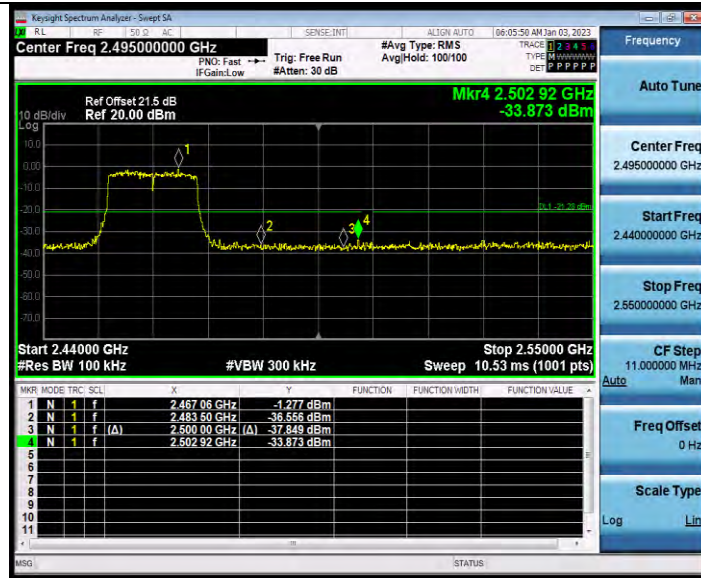 Keysight Spectrum Analyzer - Swept SA
LXI RL RF 50 Ω AC SENSE:INT ALIGN AUTO 06:05:50 AM Jan 03, 2023
Center Freq 2.495000000 GHz
PNO: Fast
IFGain:Low
Trig: Free Run
#Atten: 30 dB
#Avg Type: RMS
Avg|Hold: 100/100
TRACE 1 2 3 4 5 6
TYPE M WWWWW
DET P P P P P P
Frequency
Auto Tune
Center Freq
2.495000000 GHz
Start Freq
2.440000000 GHz
Stop Freq
2.550000000 GHz
CF Step
11.000000 MHz
Auto Man
Freq Offset
0 Hz
Scale Type
Log Lin
Ref Offset 21.5 dB
10 dB/div Ref 20.00 dBm
Log
Mkr4 2.502 92 GHz
-33.873 dBm
10.0
0.00
-10.0
-20.0
-30.0
-40.0
-50.0
-60.0
-70.0
1
2
3
4
DL1 -21.28 dBm
Start 2.44000 GHz Stop 2.55000 GHz
#Res BW 100 kHz #VBW 300 kHz Sweep 10.53 ms (1001 pts)
MKR MODE TRC SCL X Y FUNCTION FUNCTION WIDTH FUNCTION VALUE
1 N 1 f 2.467 06 GHz -1.277 dBm
2 N 1 f 2.483 50 GHz -36.556 dBm
3 N 1 f (Δ) 2.500 00 GHz (Δ) -37.849 dBm
4 N 1 f 2.502 92 GHz -33.873 dBm
5
6
7
8
9
10
11
MSG STATUS